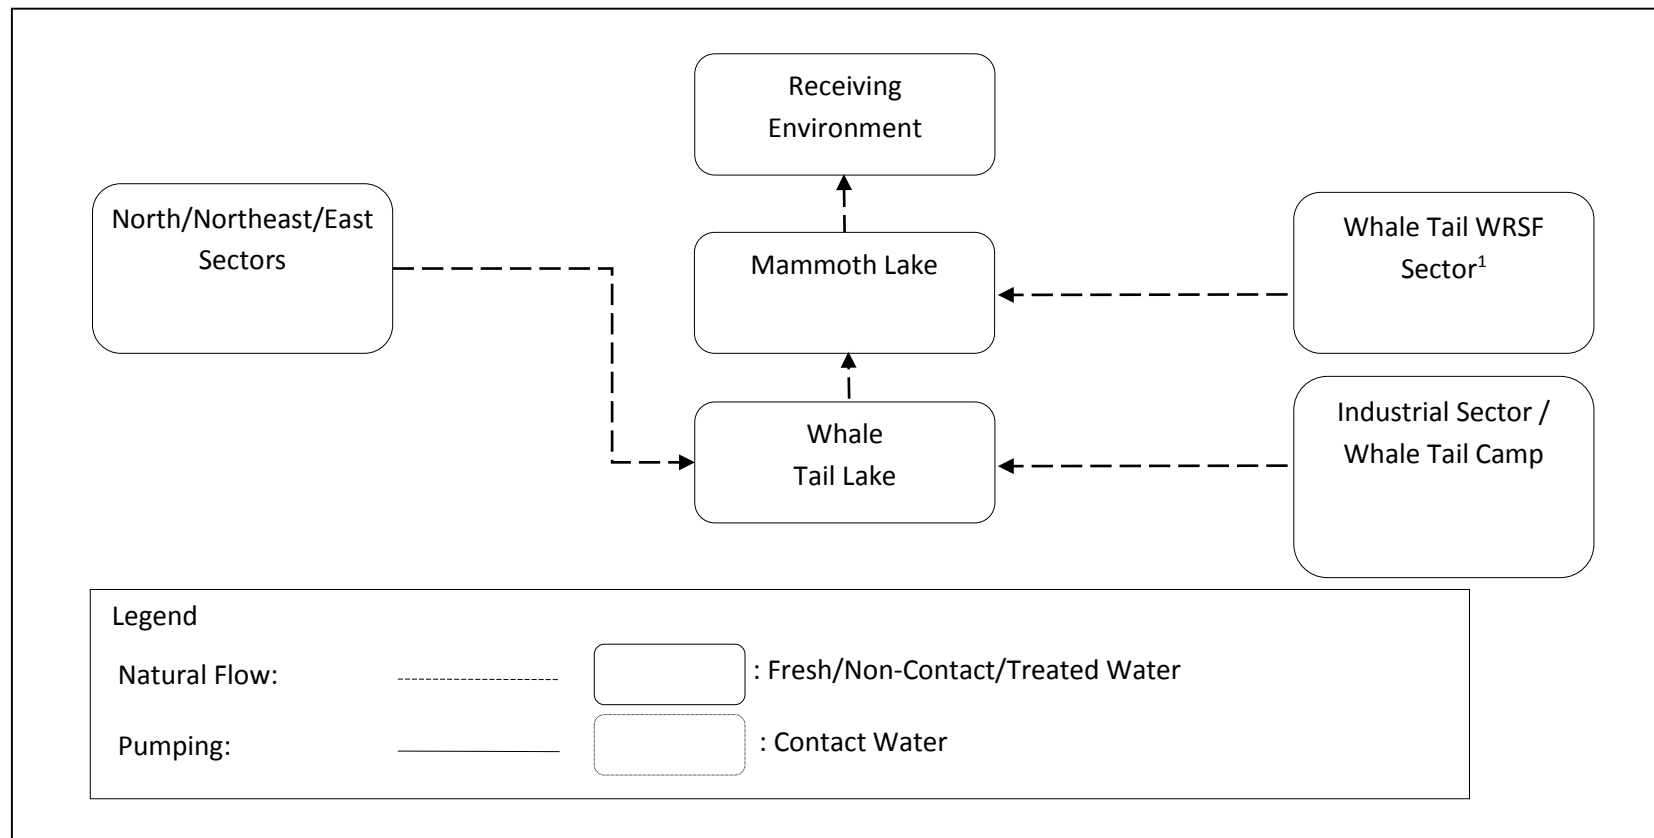 Receiving
Environment
North/Northeast/East
Sectors
Mammoth Lake
Whale Tail WRSF
Sector¹
Whale
Tail Lake
Industrial Sector /
Whale Tail Camp
Legend
Natural Flow:
: Fresh/Non-Contact/Treated Water
Pumping:
: Contact Water